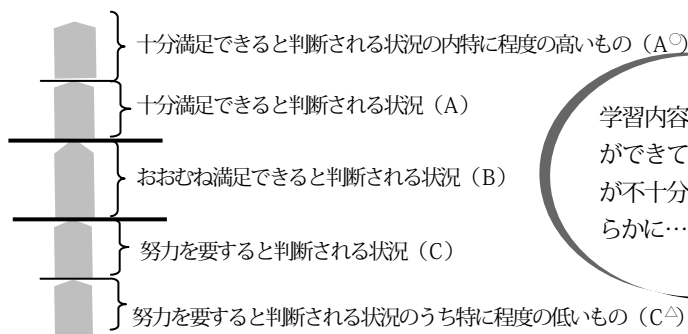 十分満足できると判断される状況の内特に程度の高いもの（A○）
十分満足できると判断される状況（A）
おおむね満足できると判断される状況（B）
努力を要すると判断される状況（C）
努力を要すると判断される状況のうち特に程度の低いもの（C△）
学習内容
ができて
が不十分
らかに…